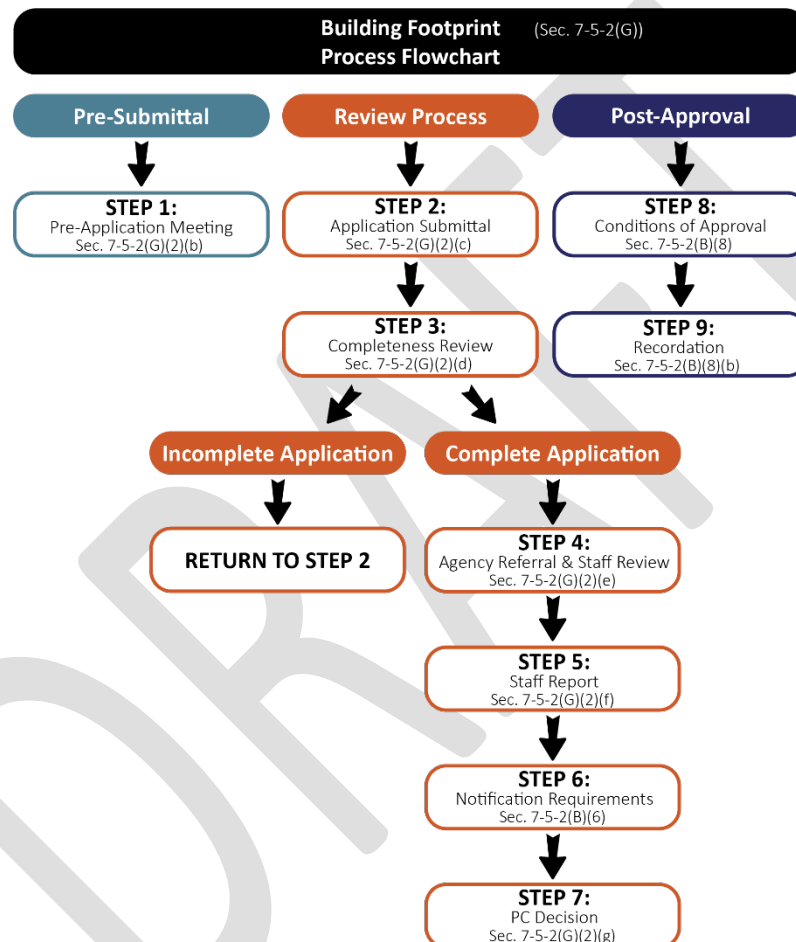 Building Footprint (Sec. 7-5-2(G))
Process Flowchart
Pre-Submittal
Review Process
Post-Approval
STEP 1:
Pre-Application Meeting
Sec. 7-5-2(G)(2)(b)
STEP 2:
Application Submittal
Sec. 7-5-2(G)(2)(c)
STEP 8:
Conditions of Approval
Sec. 7-5-2(B)(8)
STEP 3:
Completeness Review
Sec. 7-5-2(G)(2)(d)
STEP 9:
Recordation
Sec. 7-5-2(B)(8)(b)
Incomplete Application
Complete Application
RETURN TO STEP 2
STEP 4:
Agency Referral & Staff Review
Sec. 7-5-2(G)(2)(e)
STEP 5:
Staff Report
Sec. 7-5-2(G)(2)(f)
STEP 6:
Notification Requirements
Sec. 7-5-2(B)(6)
STEP 7:
PC Decision
Sec. 7-5-2(G)(2)(g)
DRAFT